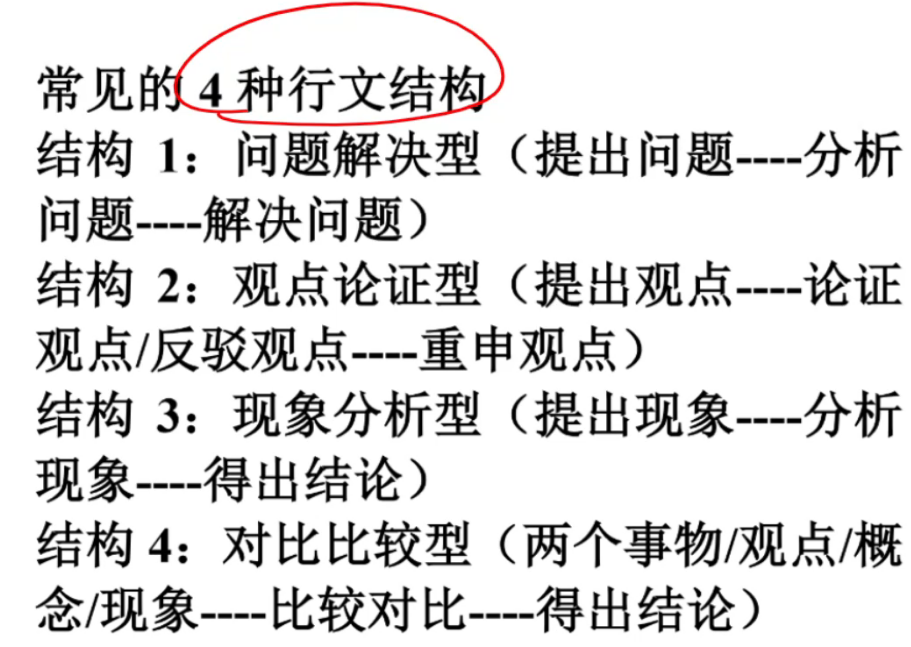 常见的 4 种行文结构
结构 1：问题解决型（提出问题----分析
问题----解决问题）
结构 2：观点论证型（提出观点----论证
观点/反驳观点----重申观点）
结构 3：现象分析型（提出现象----分析
现象----得出结论）
结构 4：对比比较型（两个事物/观点/概
念/现象----比较对比----得出结论）